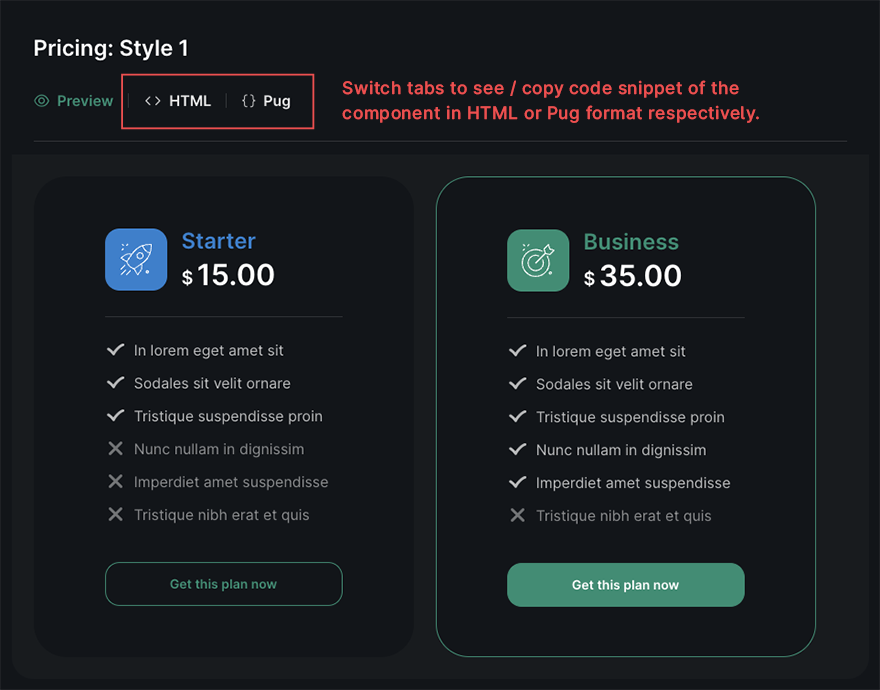 Pricing: Style 1
Preview
HTML
Pug
Switch tabs to see / copy code snippet of the
component in HTML or Pug format respectively.
Starter
$ 15.00
In lorem eget amet sit
Sodales sit velit ornare
Tristique suspendisse proin
Nunc nullam in dignissim
Imperdiet amet suspendisse
Tristique nibh erat et quis
Get this plan now
Business
$ 35.00
In lorem eget amet sit
Sodales sit velit ornare
Tristique suspendisse proin
Nunc nullam in dignissim
Imperdiet amet suspendisse
Tristique nibh erat et quis
Get this plan now